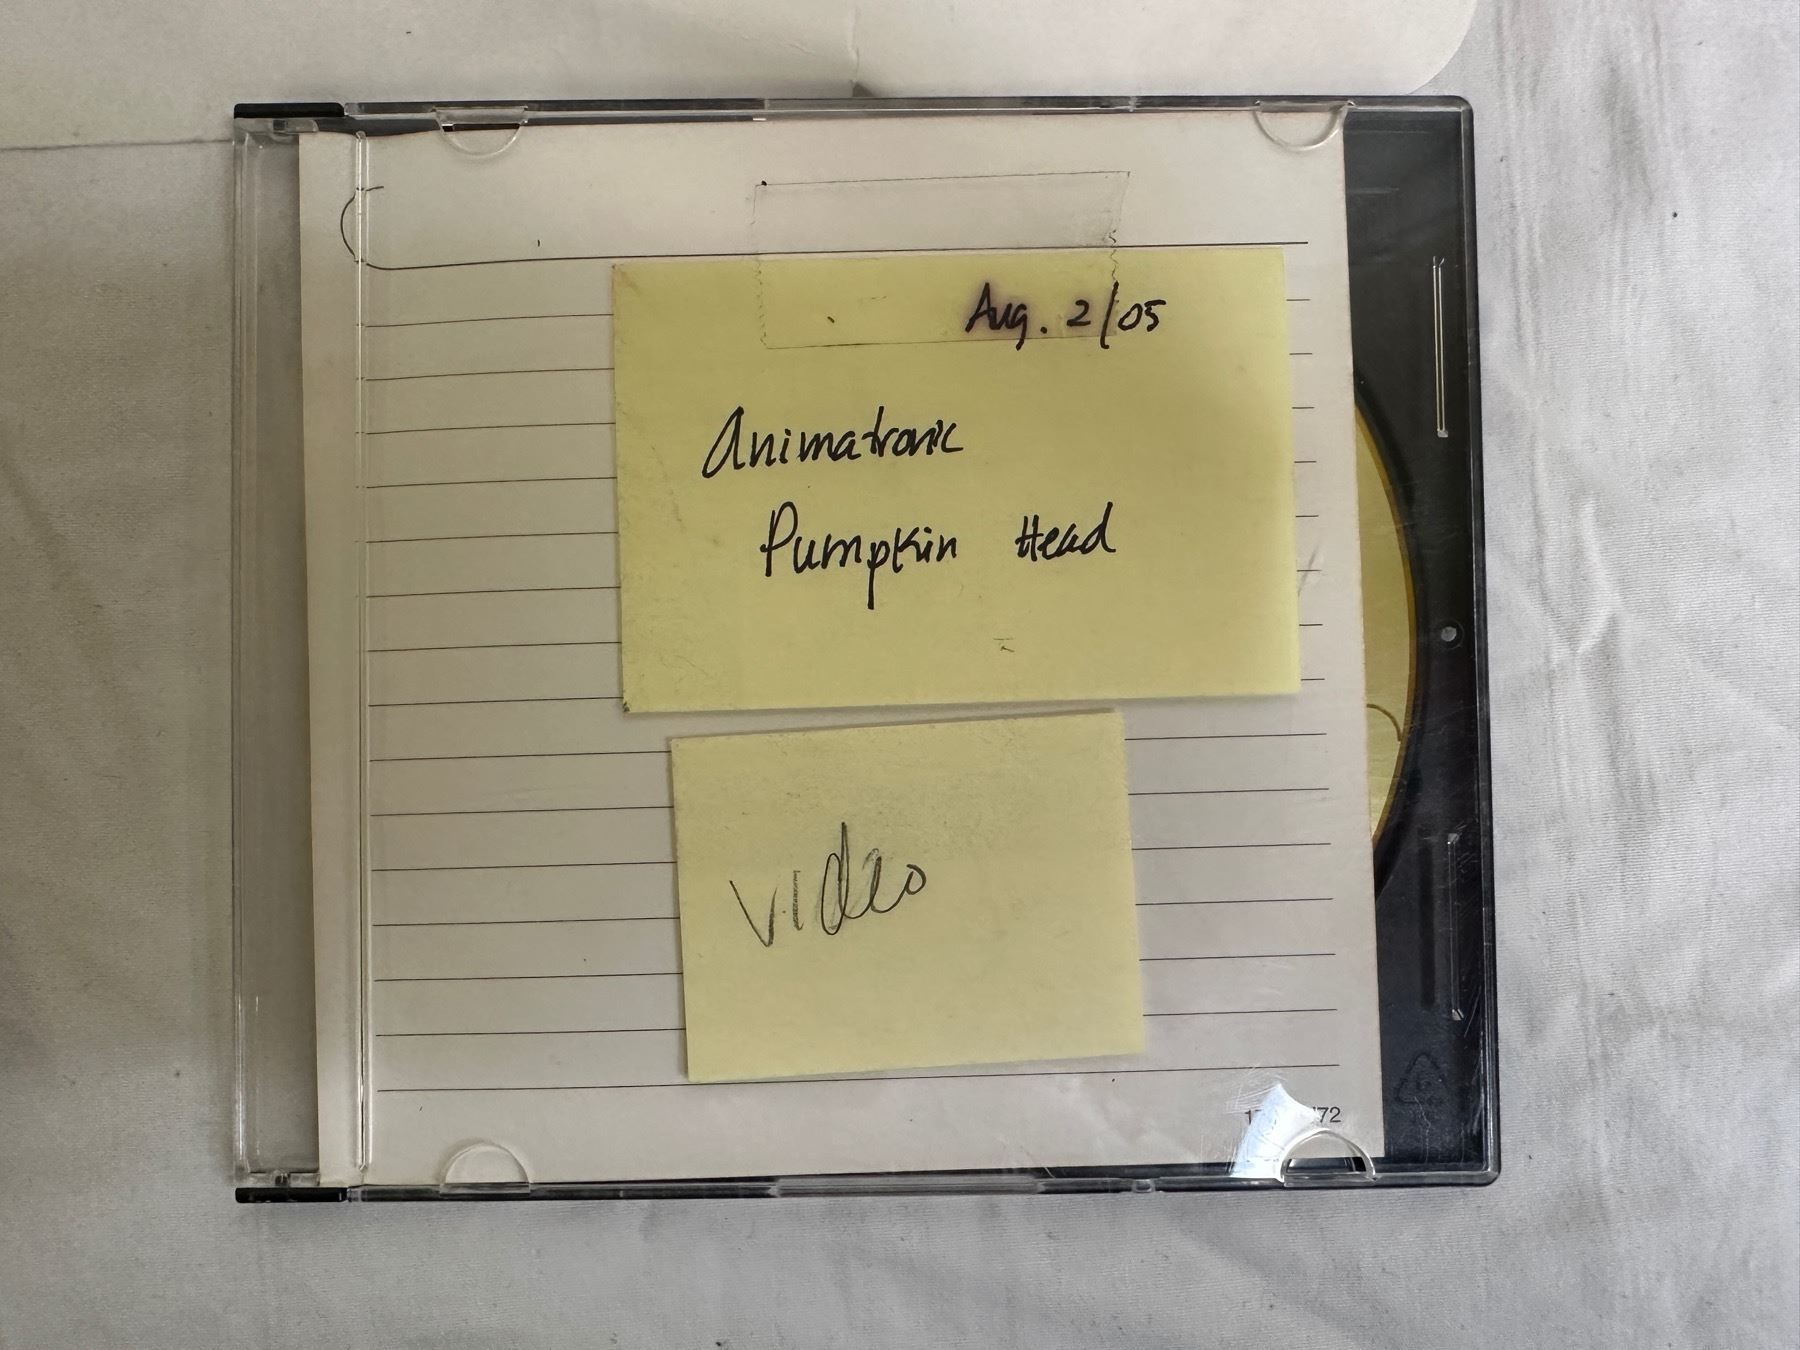 Aug. 2/05
Animatronic
Pumpkin Head
video